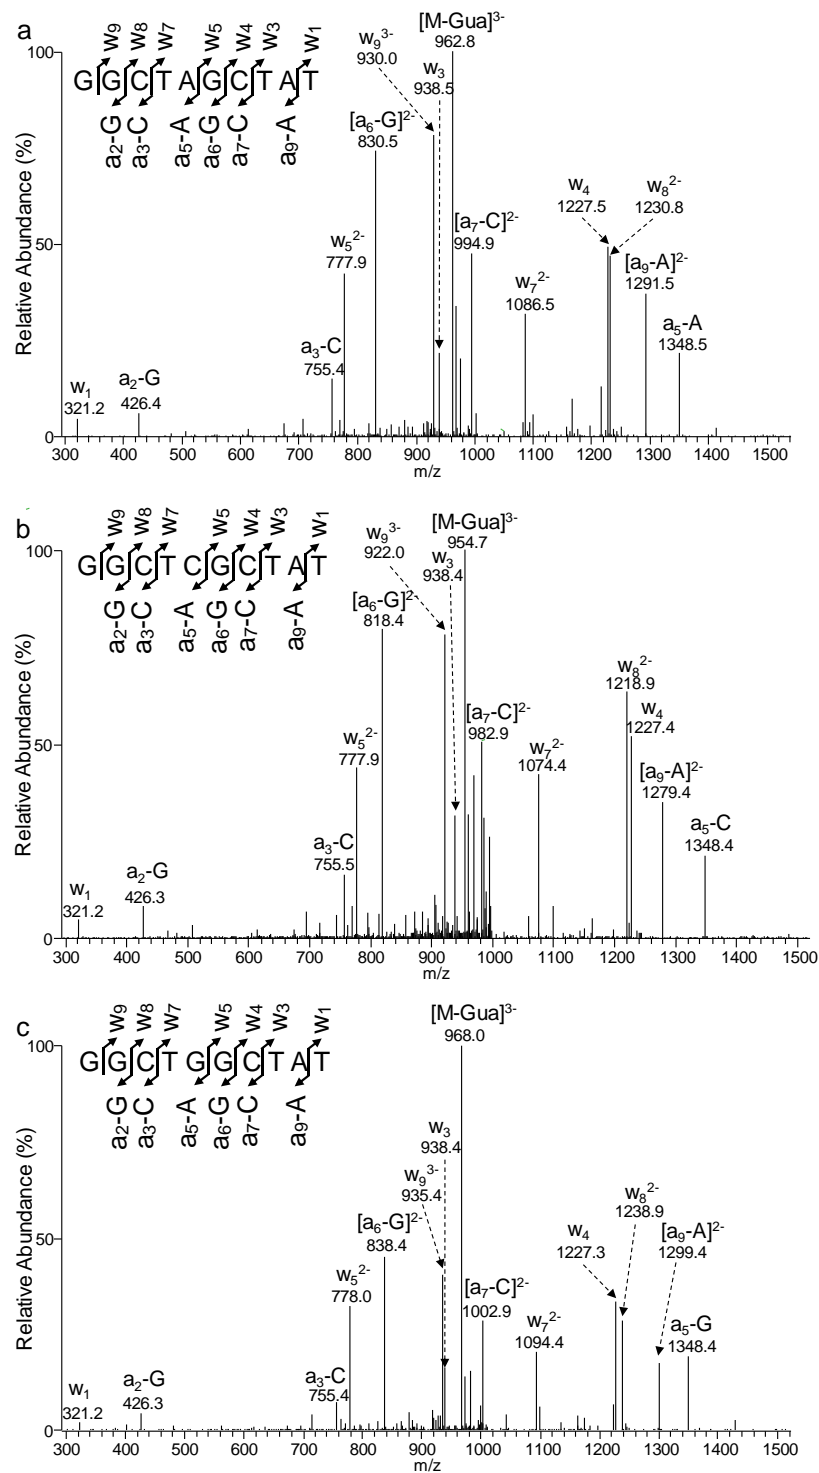 a
w9 w8 w7 w5 w4 w3 w1
GGCTAGCTAT
a2-G a3-C a5-A a6-G a7-C a9-A
Relative Abundance (%)
100
50
0
[M-Gua]3-
962.8
w9 3-
930.0
w3
938.5
[a6-G]2-
830.5
w5 2-
777.9
[a7-C]2-
994.9
w4
1227.5
w8 2-
1230.8
[a9-A]2-
1291.5
w7 2-
1086.5
a5-A
1348.5
a3-C
755.4
a2-G
426.4
w1
321.2
300 400 500 600 700 800 900 1000 1100 1200 1300 1400 1500
m/z
b
w9 w8 w7 w5 w4 w3 w1
GGCTCGCTAT
a2-G a3-C a5-A a6-G a7-C a9-A
Relative Abundance (%)
100
50
0
[M-Gua]3-
954.7
w9 3-
922.0
w3
938.4
[a6-G]2-
818.4
w8 2-
1218.9
w4
1227.4
[a7-C]2-
982.9
w5 2-
777.9
w7 2-
1074.4
[a9-A]2-
1279.4
a5-C
1348.4
a3-C
755.5
a2-G
426.3
w1
321.2
300 400 500 600 700 800 900 1000 1100 1200 1300 1400 1500
m/z
c
w9 w8 w7 w5 w4 w3 w1
GGCTGGCTAT
a2-G a3-C a5-A a6-G a7-C a9-A
Relative Abundance (%)
100
50
0
[M-Gua]3-
968.0
w3
938.4
w9 3-
935.4
w8 2-
1238.9
[a6-G]2-
838.4
w4
1227.3
[a9-A]2-
1299.4
w5 2-
778.0
[a7-C]2-
1002.9
w7 2-
1094.4
a5-G
1348.4
a3-C
755.4
a2-G
426.3
w1
321.2
300 400 500 600 700 800 900 1000 1100 1200 1300 1400 1500
m/z